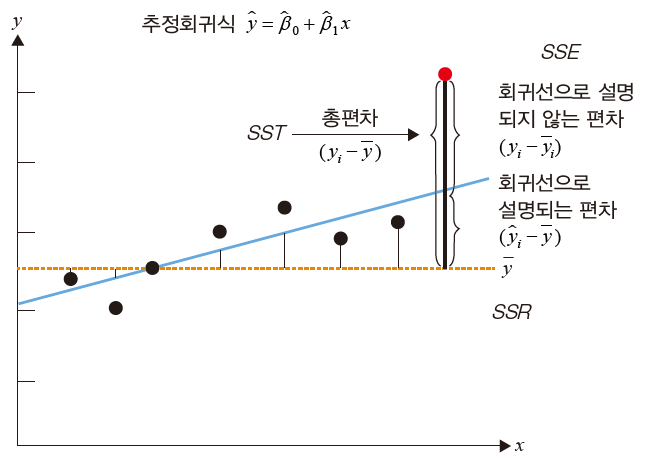 y
추정회귀식 ŷ = β̂₀ + β̂₁x
SSE
회귀선으로 설명
되지 않는 편차
(yᵢ − ȳᵢ)
SST
총편차
(yᵢ − ȳ)
회귀선으로
설명되는 편차
(ŷᵢ − ȳ)
ȳ
SSR
x